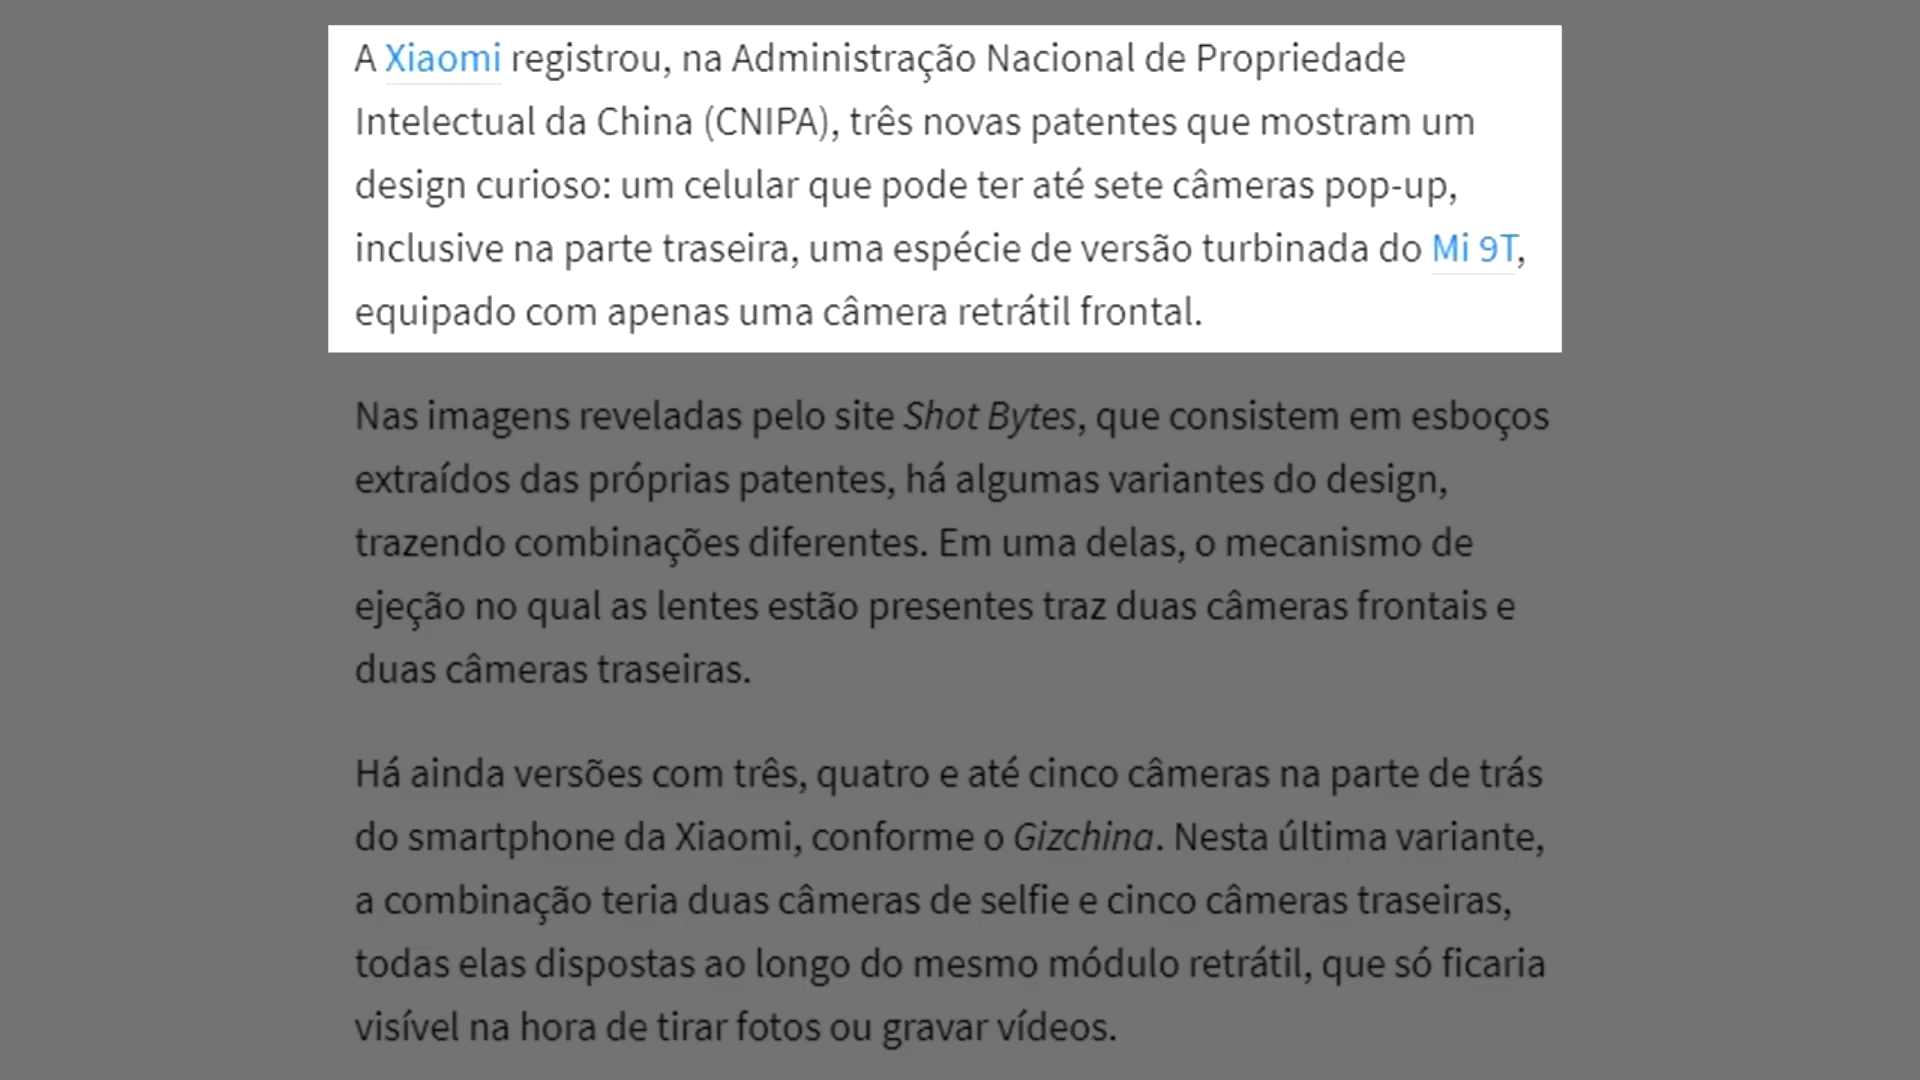 A Xiaomi registrou, na Administração Nacional de Propriedade
Intelectual da China (CNIPA), três novas patentes que mostram um
design curioso: um celular que pode ter até sete câmeras pop-up,
inclusive na parte traseira, uma espécie de versão turbinada do Mi 9T,
equipado com apenas uma câmera retrátil frontal.
Nas imagens reveladas pelo site Shot Bytes, que consistem em esboços
extraídos das próprias patentes, há algumas variantes do design,
trazendo combinações diferentes. Em uma delas, o mecanismo de
ejeção no qual as lentes estão presentes traz duas câmeras frontais e
duas câmeras traseiras.
Há ainda versões com três, quatro e até cinco câmeras na parte de trás
do smartphone da Xiaomi, conforme o Gizchina. Nesta última variante,
a combinação teria duas câmeras de selfie e cinco câmeras traseiras,
todas elas dispostas ao longo do mesmo módulo retrátil, que só ficaria
visível na hora de tirar fotos ou gravar vídeos.